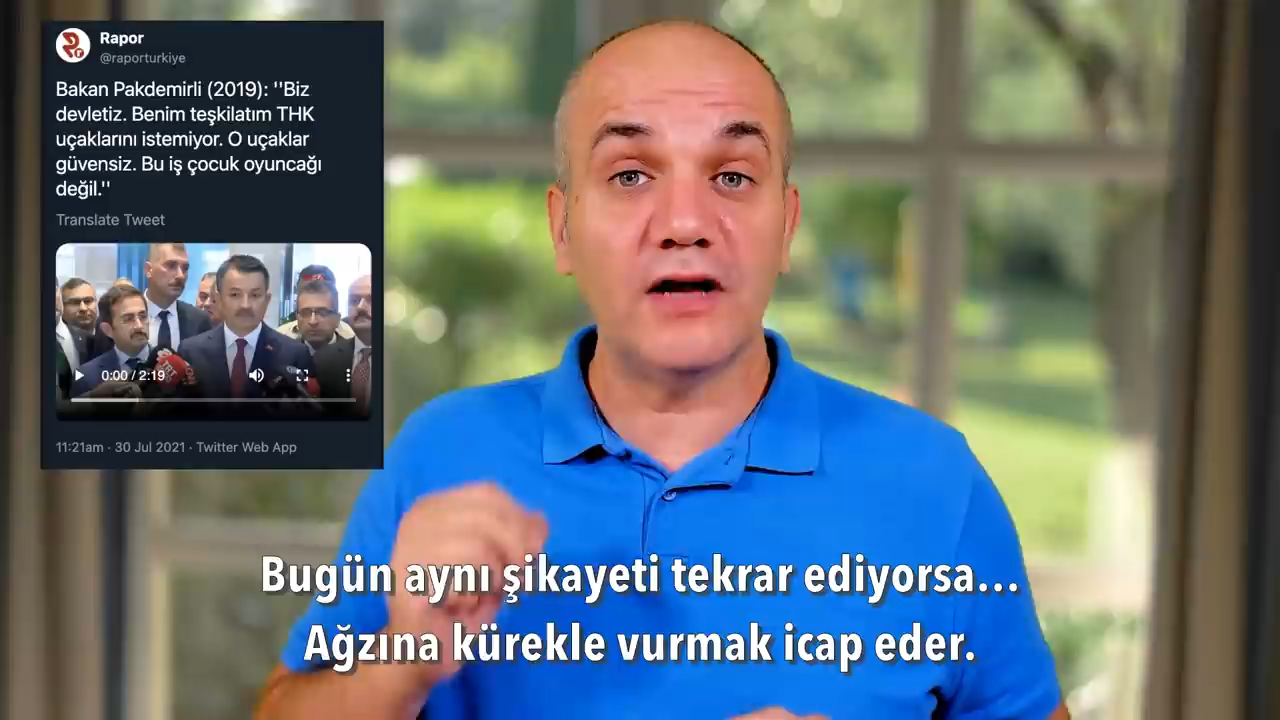 Rapor
@raporturkiye
Bakan Pakdemirli (2019): ''Biz
devletiz. Benim teşkilatım THK
uçaklarını istemiyor. O uçaklar
güvensiz. Bu iş çocuk oyuncağı
değil.''
Translate Tweet
0:00 / 2:19
11:21am · 30 Jul 2021 · Twitter Web App
Bugün aynı şikayeti tekrar ediyorsa...
Ağzına kürekle vurmak icap eder.